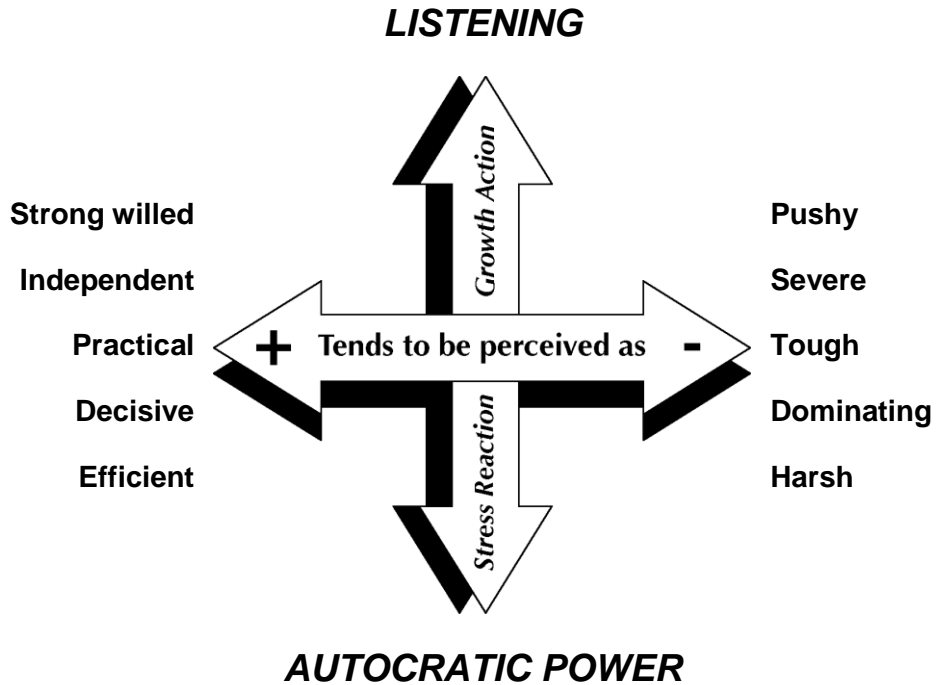 LISTENING
Growth Action
Strong willed
Independent
Practical
Decisive
Efficient
+ Tends to be perceived as -
Pushy
Severe
Tough
Dominating
Harsh
Stress Reaction
AUTOCRATIC POWER